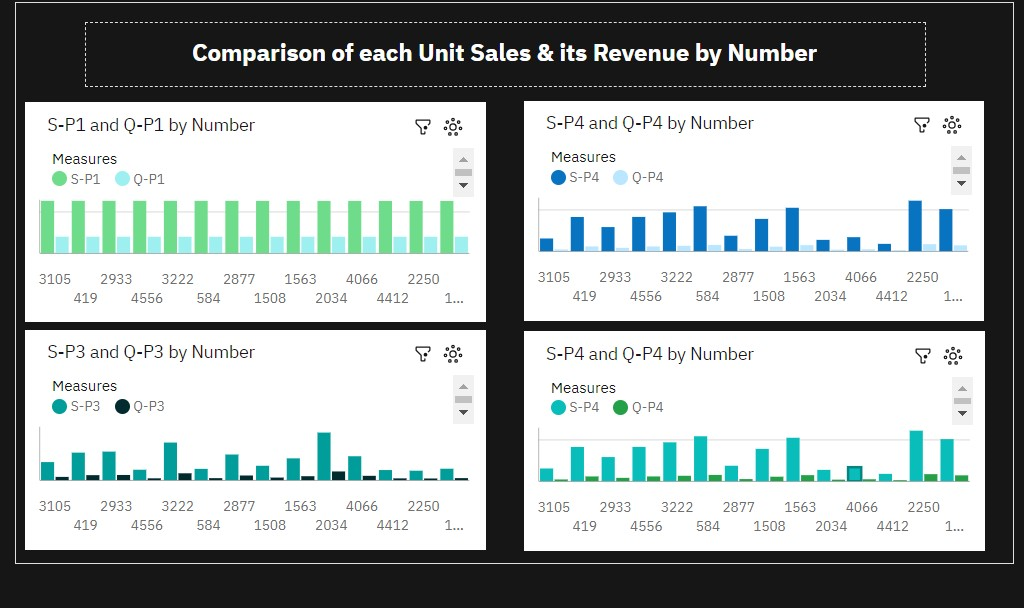 Comparison of each Unit Sales & its Revenue by Number
S-P1 and Q-P1 by Number
Measures
S-P1 Q-P1
3105 2933 3222 2877 1563 4066 2250
419 4556 584 1508 2034 4412 1...
S-P4 and Q-P4 by Number
Measures
S-P4 Q-P4
3105 2933 3222 2877 1563 4066 2250
419 4556 584 1508 2034 4412 1...
S-P3 and Q-P3 by Number
Measures
S-P3 Q-P3
3105 2933 3222 2877 1563 4066 2250
419 4556 584 1508 2034 4412 1...
S-P4 and Q-P4 by Number
Measures
S-P4 Q-P4
3105 2933 3222 2877 1563 4066 2250
419 4556 584 1508 2034 4412 1...